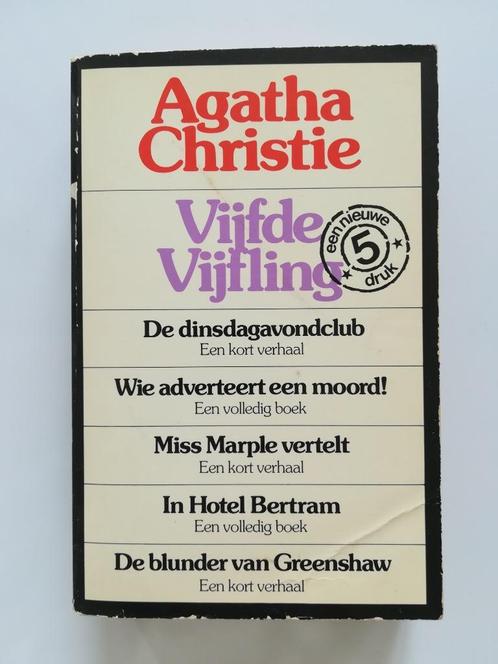 Agatha
Christie
Vijfde
Vijfling
een nieuwe
5
druk
De dinsdagavondclub
Een kort verhaal
Wie adverteert een moord!
Een volledig boek
Miss Marple vertelt
Een kort verhaal
In Hotel Bertram
Een volledig boek
De blunder van Greenshaw
Een kort verhaal